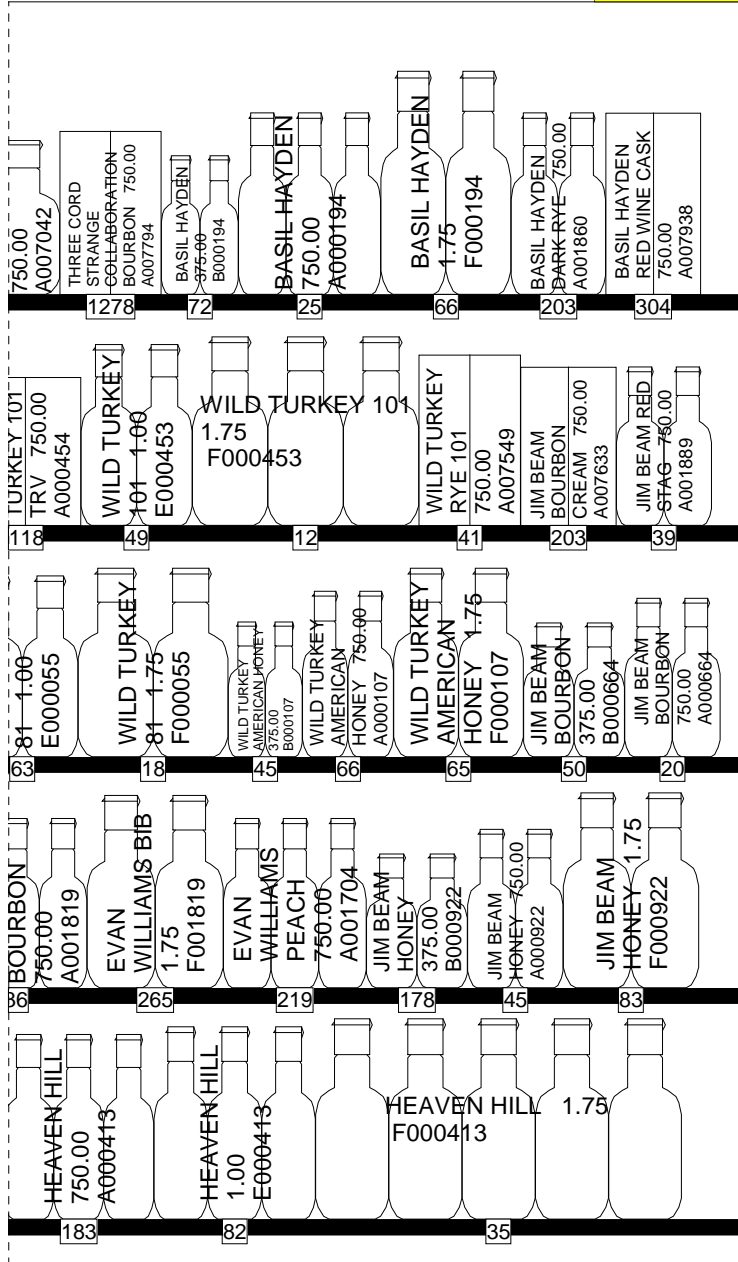 750.00
A007042
THREE CORD
STRANGE
COLLABORATION
BOURBON 750.00
A007794
BASIL HAYDEN
375.00
B000194
BASIL HAYDEN
750.00
A000194
BASIL HAYDEN
1.75
F000194
BASIL HAYDEN
DARK RYE 750.00
A001860
BASIL HAYDEN
RED WINE CASK
750.00
A007938
1278
72
25
66
203
304
TURKEY 101
TRV 750.00
A000454
WILD TURKEY
101 1.00
E000453
WILD TURKEY 101
1.75
F000453
WILD TURKEY
RYE 101
750.00
A007549
JIM BEAM
BOURBON
CREAM 750.00
A007633
JIM BEAM RED
STAG 750.00
A001889
118
49
12
41
203
39
81 1.00
E000055
WILD TURKEY
81 1.75
F000055
WILD TURKEY
AMERICAN HONEY
375.00
B000107
WILD TURKEY
AMERICAN
HONEY 750.00
A000107
WILD TURKEY
AMERICAN
HONEY 1.75
F000107
JIM BEAM
BOURBON
375.00
B000664
JIM BEAM
BOURBON
750.00
A000664
63
18
45
66
65
50
20
BOURBON
750.00
A001819
EVAN
WILLIAMS BIB
1.75
F001819
EVAN
WILLIAMS
PEACH
750.00
A001704
JIM BEAM
HONEY
375.00
B000922
JIM BEAM
HONEY 750.00
A000922
JIM BEAM
HONEY 1.75
F000922
265
219
178
45
83
HEAVEN HILL
750.00
A000413
HEAVEN HILL
1.00
E000413
HEAVEN HILL 1.75
F000413
183
82
35